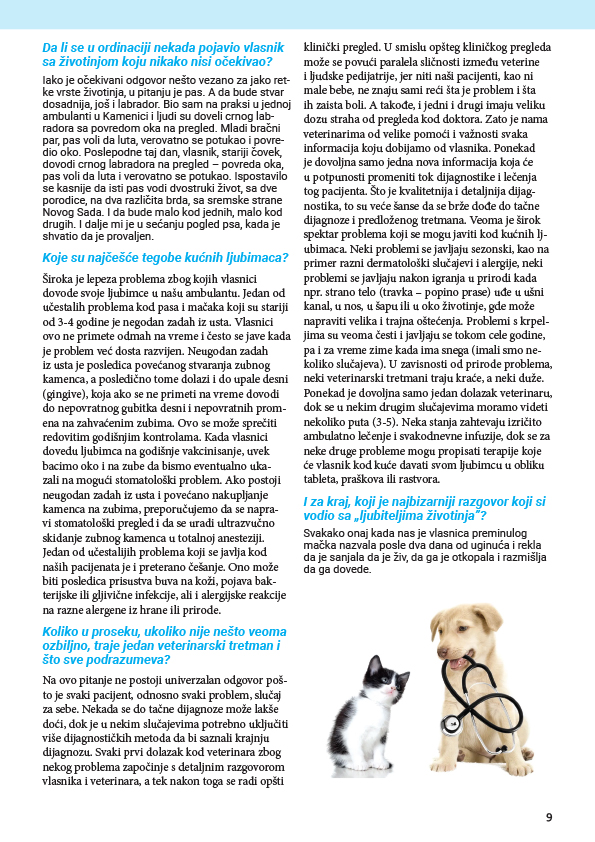 Da li se u ordinaciji nekada pojavio vlasnik
sa životinjom koju nikako nisi očekivao?
Iako je očekivani odgovor nešto vezano za jako ret-
ke vrste životinja, u pitanju je pas. A da bude stvar
dosadnija, još i labrador. Bio sam na praksi u jednoj
ambulanti u Kamenici i ljudi su doveli crnog lab-
radora sa povredom oka na pregled. Mladi bračni
par, pas voli da luta, verovatno se potukao i povre-
dio oko. Poslepodne taj dan, vlasnik, stariji čovek,
dovodi crnog labradora na pregled – povreda oka,
pas voli da luta i verovatno se potukao. Ispostavilo
se kasnije da isti pas vodi dvostruki život, sa dve
porodice, na dva različita brda, sa sremske strane
Novog Sada. I da bude malo kod jednih, malo kod
drugih. I dalje mi je u sećanju pogled psa, kada je
shvatio da je provaljen.
Koje su najčešće tegobe kućnih ljubimaca?
Široka je lepeza problema zbog kojih vlasnici
dovode svoje ljubimce u našu ambulantu. Jedan od
učestalih problema kod pasa i mačaka koji su stariji
od 3-4 godine je negodan zadah iz usta. Vlasnici
ovo ne primete odmah na vreme i često se jave kada
je problem već dosta razvijen. Neugodan zadah
iz usta je posledica povećanog stvaranja zubnog
kamenca, a posledično tome dolazi i do upale desni
(gingive), koja ako se ne primeti na vreme dovodi
do nepovratnog gubitka desni i nepovratnih prom-
ena na zahvaćenim zubima. Ovo se može sprečiti
redovitim godišnjim kontrolama. Kada vlasnici
dovedu ljubimca na godišnje vakcinisanje, uvek
bacimo oko i na zube da bismo eventualno uka-
zali na mogući stomatološki problem. Ako postoji
neugodan zadah iz usta i povećano nakupljanje
kamenca na zubima, preporučujemo da se napra-
vi stomatološki pregled i da se uradi ultrazvučno
skidanje zubnog kamenca u totalnoj anesteziji.
Jedan od učestalijih problema koji se javlja kod
naših pacijenata je i preterano češanje. Ono može
biti posledica prisustva buva na koži, pojava bak-
terijske ili gljivične infekcije, ali i alergijske reakcije
na razne alergene iz hrane ili prirode.
Koliko u proseku, ukoliko nije nešto veoma
ozbiljno, traje jedan veterinarski tretman i
što sve podrazumeva?
Na ovo pitanje ne postoji univerzalan odgovor poš-
to je svaki pacijent, odnosno svaki problem, slučaj
za sebe. Nekada se do tačne dijagnoze može lakše
doći, dok je u nekim slučajevima potrebno uključiti
više dijagnostičkih metoda da bi saznali krajnju
dijagnozu. Svaki prvi dolazak kod veterinara zbog
nekog problema započinje s detaljnim razgovorom
vlasnika i veterinara, a tek nakon toga se radi opšti
klinički pregled. U smislu opšteg kliničkog pregleda
može se povući paralela sličnosti između veterine
i ljudske pedijatrije, jer niti naši pacijenti, kao ni
male bebe, ne znaju sami reći šta je problem i šta
ih zaista boli. A takođe, i jedni i drugi imaju veliku
dozu straha od pregleda kod doktora. Zato je nama
veterinarima od velike pomoći i važnosti svaka
informacija koju dobijamo od vlasnika. Ponekad
je dovoljna samo jedna nova informacija koja će
u potpunosti promeniti tok dijagnostike i lečenja
tog pacijenta. Što je kvalitetnija i detaljnija dijag-
nostika, to su veće šanse da se brže dođe do tačne
dijagnoze i predloženog tretmana. Veoma je širok
spektar problema koji se mogu javiti kod kućnih lj-
ubimaca. Neki problemi se javljaju sezonski, kao na
primer razni dermatološki slučajevi i alergije, neki
problemi se javljaju nakon igranja u prirodi kada
npr. strano telo (travka – popino prase) uđe u ušni
kanal, u nos, u šapu ili u oko životinje, gde može
napraviti velika i trajna oštećenja. Problemi s krpel-
jima su veoma česti i javljaju se tokom cele godine,
pa i za vreme zime kada ima snega (imali smo ne-
koliko slučajeva). U zavisnosti od prirode problema,
neki veterinarski tretmani traju kraće, a neki duže.
Ponekad je dovoljna samo jedan dolazak veterinaru,
dok se u nekim drugim slučajevima moramo videti
nekoliko puta (3-5). Neka stanja zahtevaju izričito
ambulatno lečenje i svakodnevne infuzije, dok se za
neke druge probleme mogu propisati terapije koje
će vlasnik kod kuće davati svom ljubimcu u obliku
tableta, praškova ili rastvora.
I za kraj, koji je najbizarniji razgovor koji si
vodio sa „ljubiteljima životinja”?
Svakako onaj kada nas je vlasnica preminulog
mačka nazvala posle dva dana od uginuća i rekla
da je sanjala da je živ, da ga je otkopala i razmišlja
da ga dovede.
9